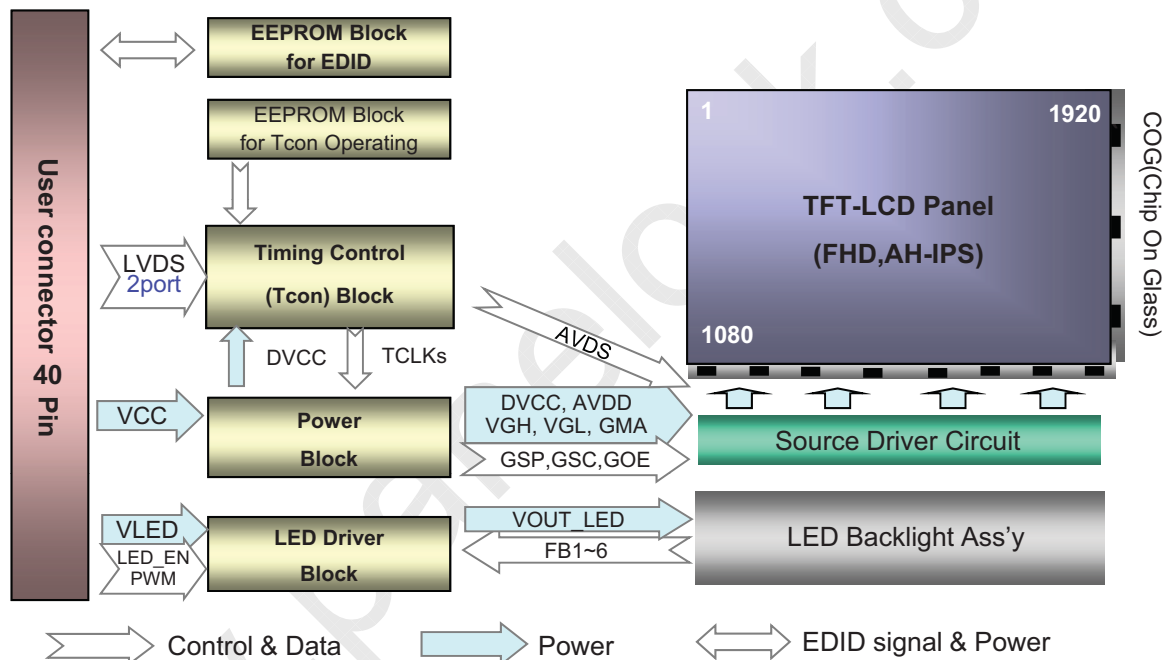 User connector 40 Pin
EEPROM Block
for EDID
EEPROM Block
for Tcon Operating
LVDS
2port
Timing Control
(Tcon) Block
DVCC
TCLKs
VCC
Power
Block
VLED
LED_EN
PWM
LED Driver
Block
AVDS
DVCC, AVDD
VGH, VGL, GMA
GSP,GSC,GOE
VOUT_LED
FB1~6
1
1920
TFT-LCD Panel
(FHD,AH-IPS)
1080
COG(Chip On Glass)
Source Driver Circuit
LED Backlight Ass'y
Control & Data
Power
EDID signal & Power